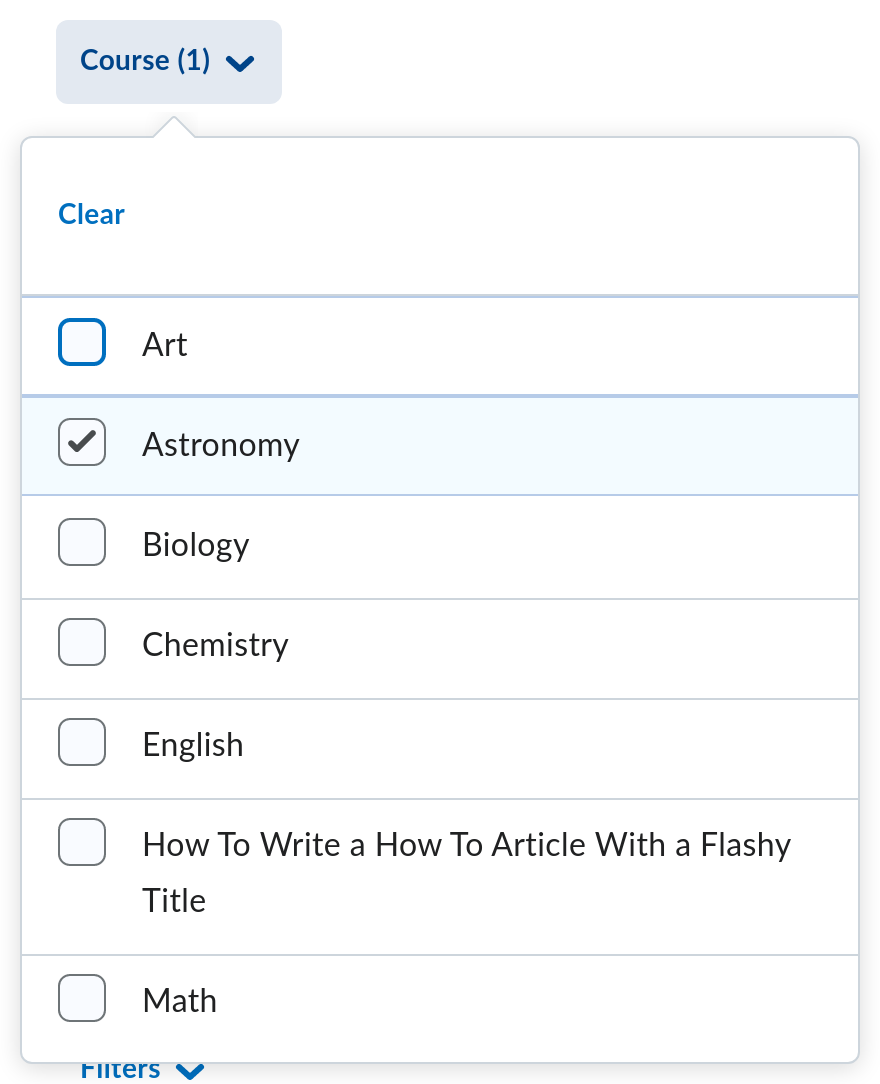 Course (1)
Clear
Art
Astronomy
Biology
Chemistry
English
How To Write a How To Article With a Flashy
Title
Math
Filters